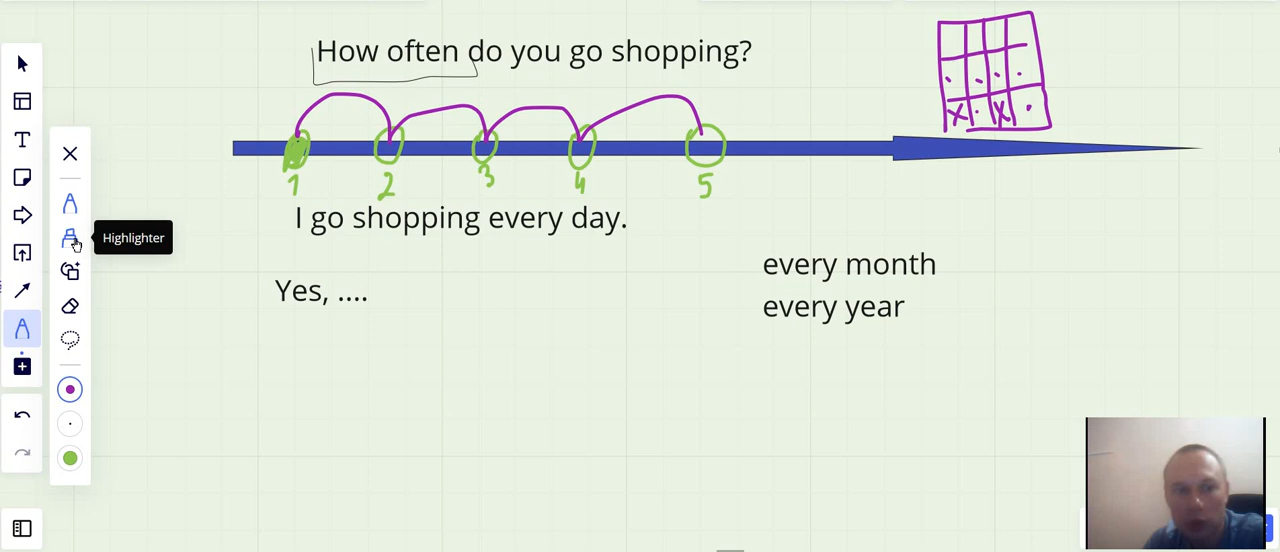 How often do you go shopping?
1 2 3 4 5
I go shopping every day.
Highlighter
every month
Yes, ....
every year